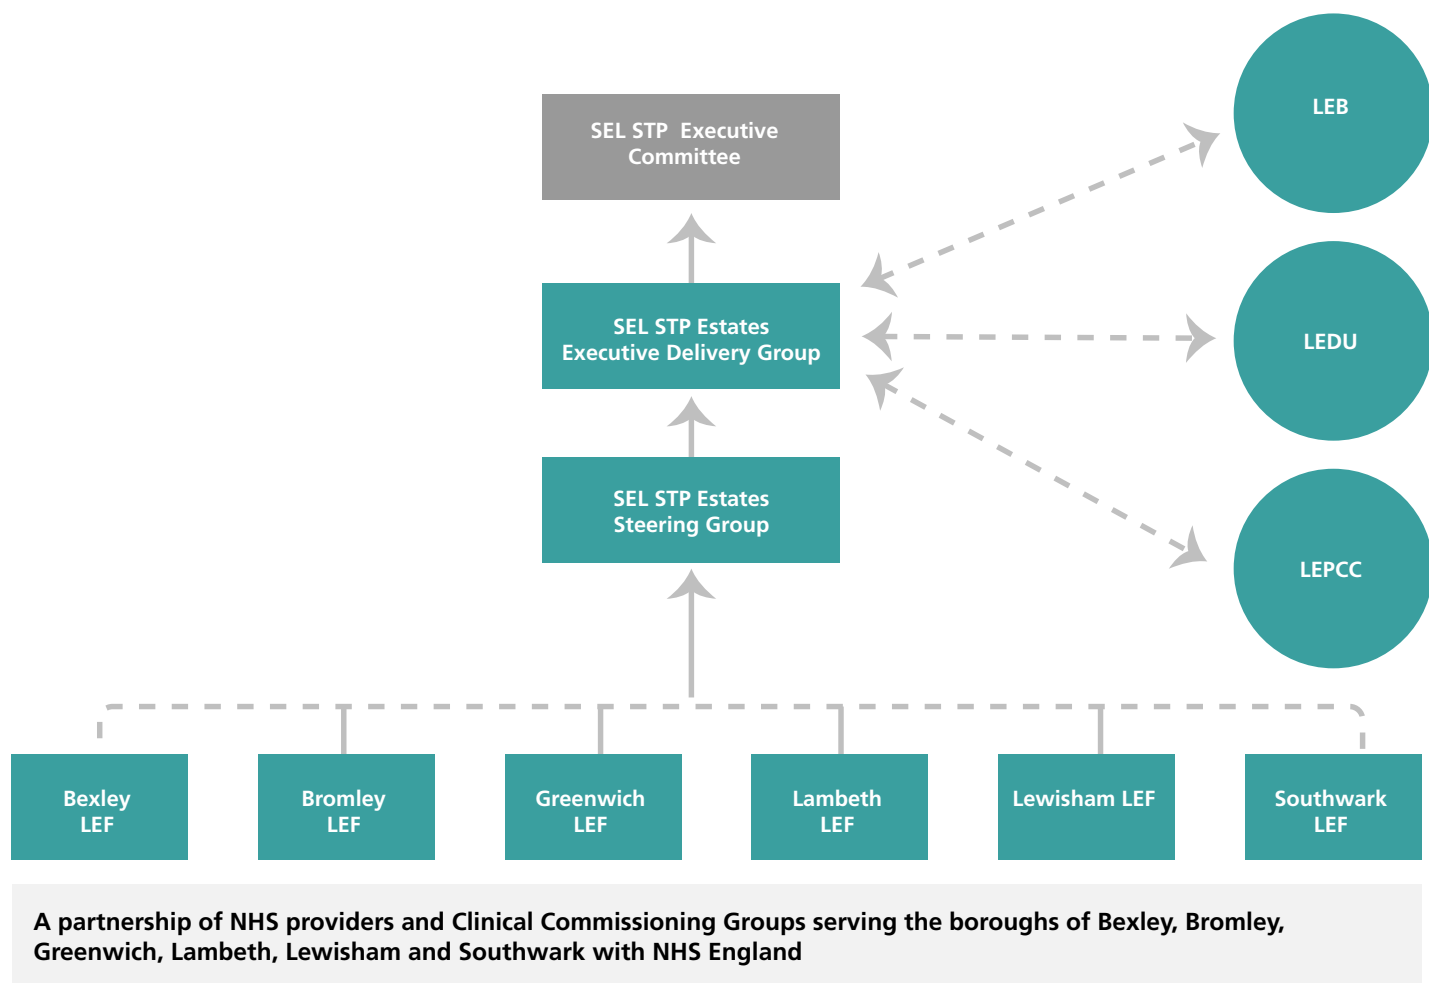 LEB
SEL STP Executive
Committee
SEL STP Estates
Executive Delivery Group
LEDU
SEL STP Estates
Steering Group
LEPCC
Bexley
LEF
Bromley
LEF
Greenwich
LEF
Lambeth
LEF
Lewisham LEF
Southwark
LEF
A partnership of NHS providers and Clinical Commissioning Groups serving the boroughs of Bexley, Bromley,
Greenwich, Lambeth, Lewisham and Southwark with NHS England